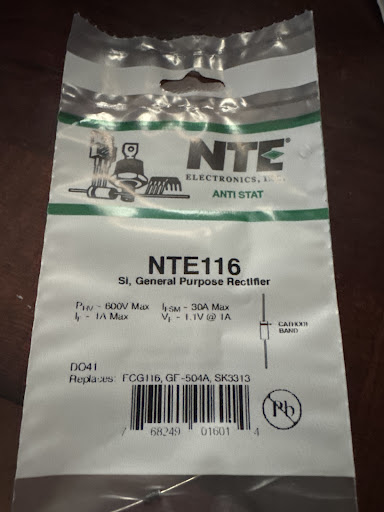 NTE®
ELECTRONICS, INC.
ANTI STAT
NTE116
Si, General Purpose Rectifier
PRV - 600V Max IFSM - 30A Max
IF - 1A Max VF - 1.1V @ 1A
CATHODE
BAND
DO41
Replaces: ECG116, GE-504A, SK3313
Pb
7 68249 01601 4